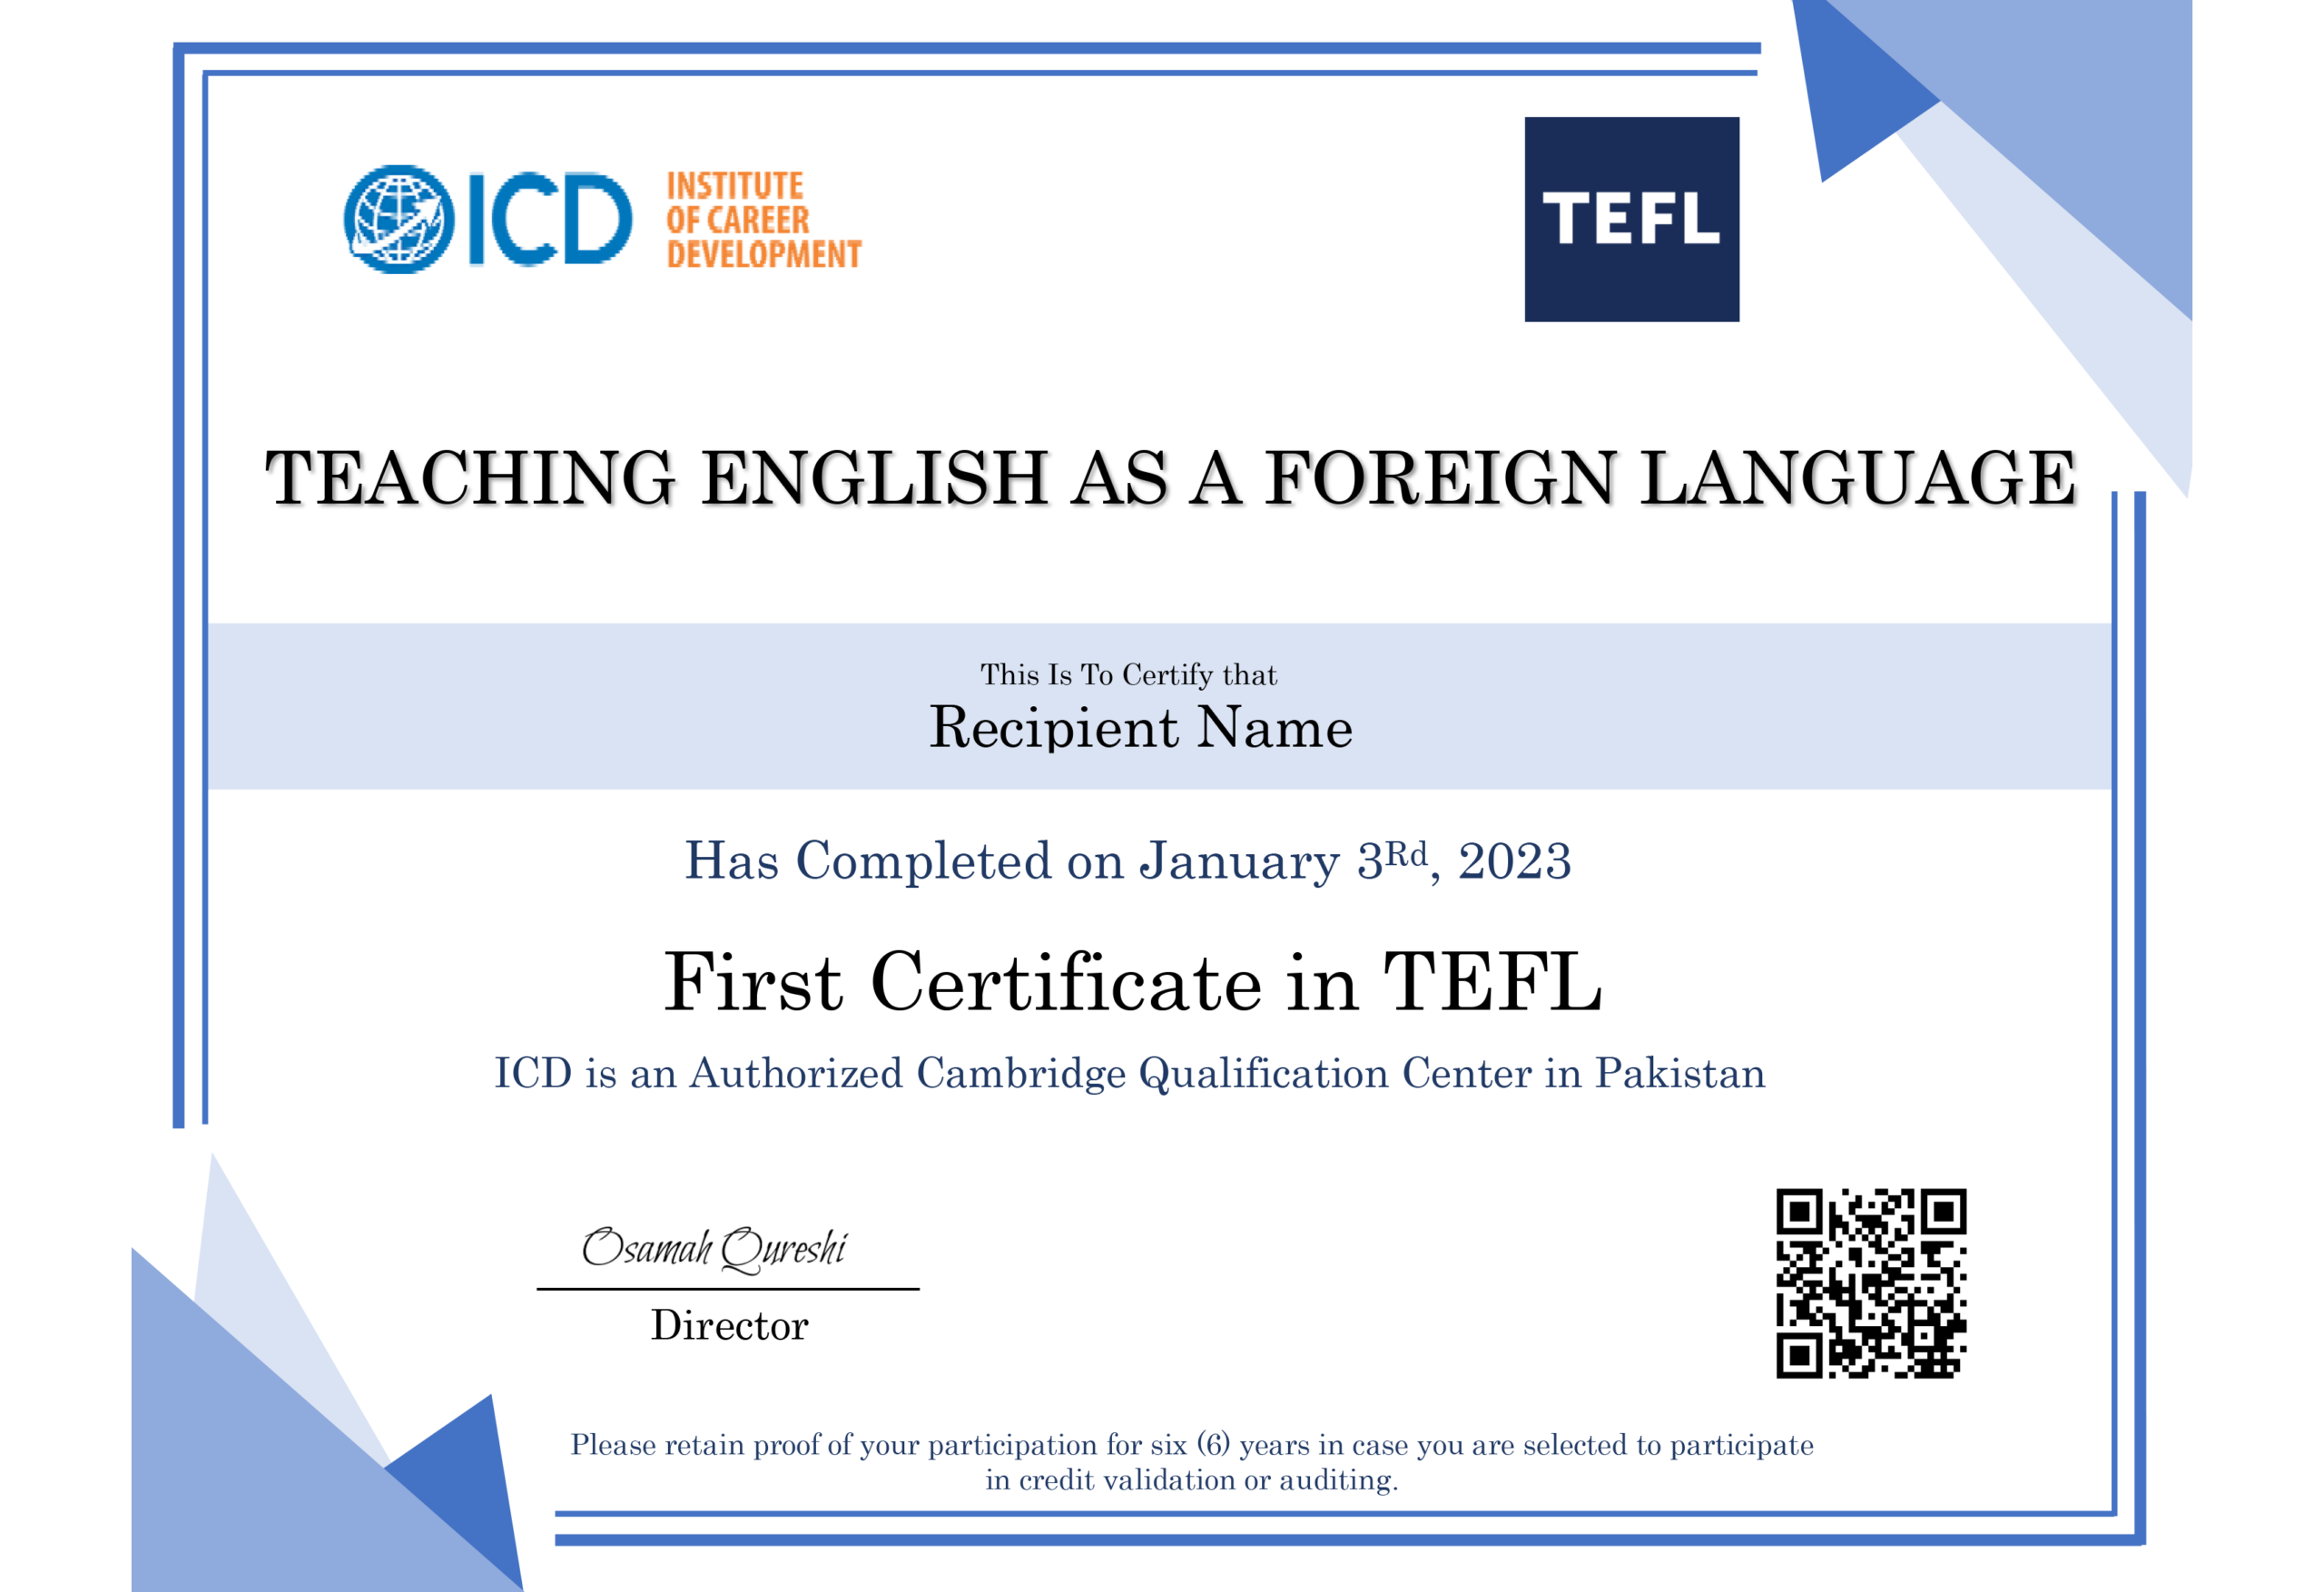 ICD
INSTITUTE
OF CAREER
DEVELOPMENT
TEFL
TEACHING ENGLISH AS A FOREIGN LANGUAGE
This Is To Certify that
Recipient Name
Has Completed on January 3Rd, 2023
First Certificate in TEFL
ICD is an Authorized Cambridge Qualification Center in Pakistan
Osamah Qureshi
Director
Please retain proof of your participation for six (6) years in case you are selected to participate
in credit validation or auditing.